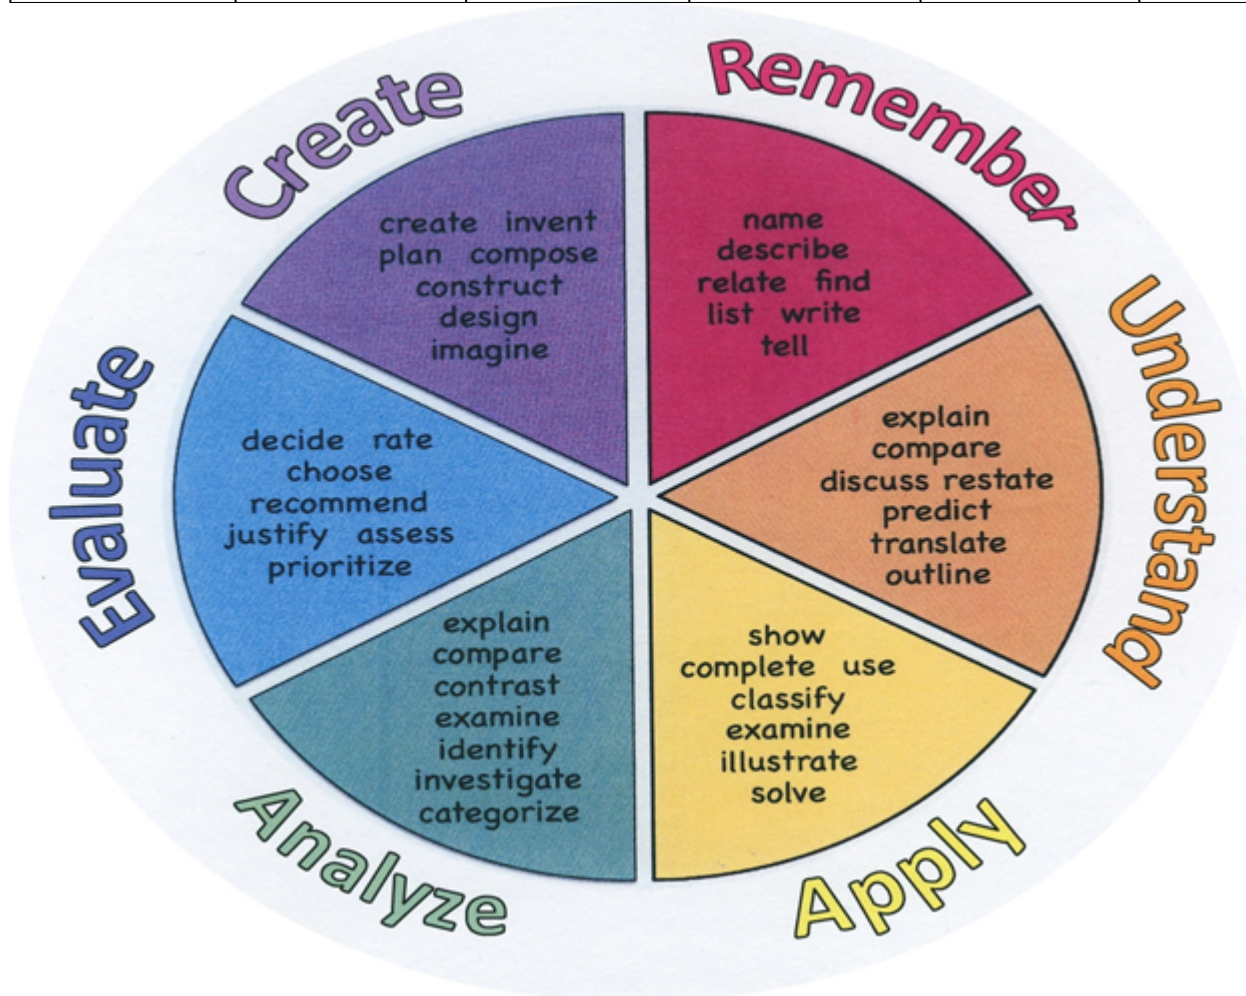 Remember
name
describe
relate find
list write
tell
Understand
explain
compare
discuss restate
predict
translate
outline
Apply
show
complete use
classify
examine
illustrate
solve
Analyze
explain
compare
contrast
examine
identify
investigate
categorize
Evaluate
decide rate
choose
recommend
justify assess
prioritize
Create
create invent
plan compose
construct
design
imagine